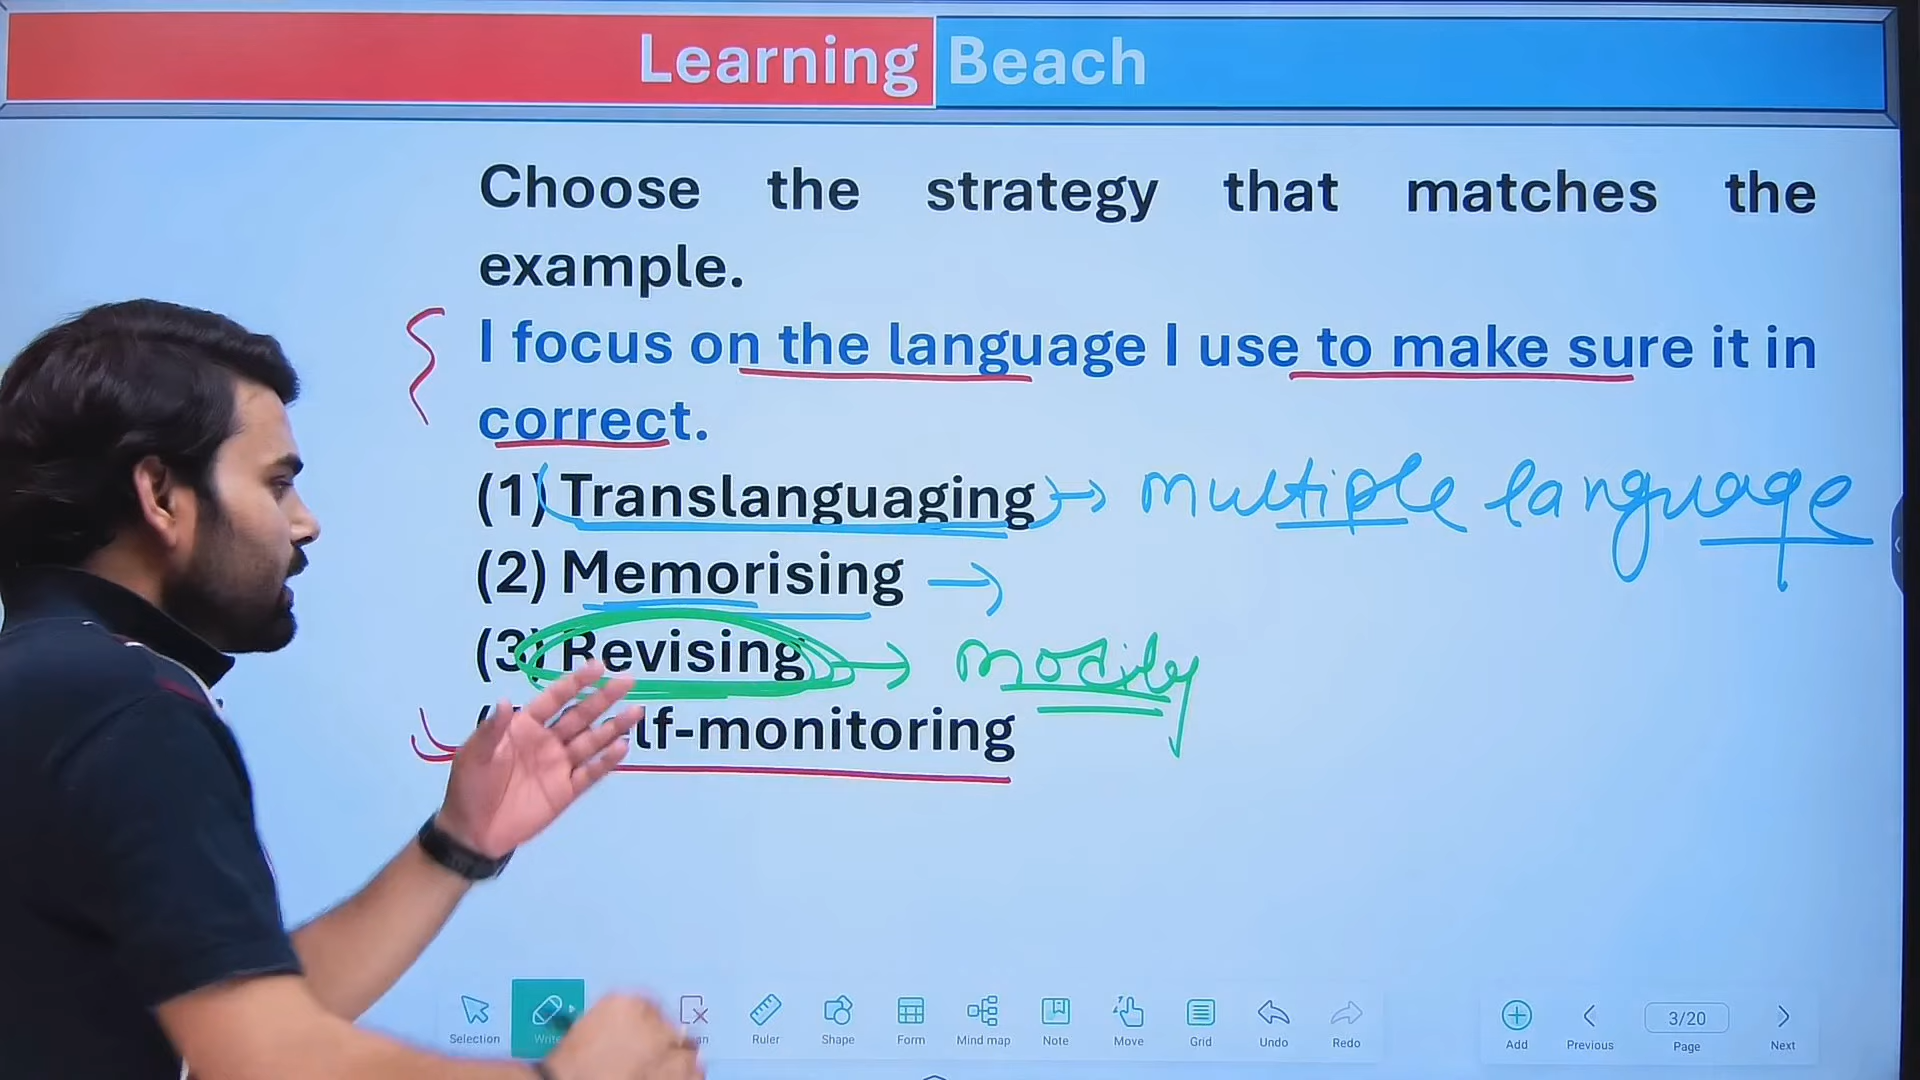 Learning Beach
Choose the strategy that matches the
example.
I focus on the language I use to make sure it in
correct.
(1) Translanguaging → multiple language
(2) Memorising →
(3) Revising → modify
lf-monitoring
Selection
Ruler
Shape
Form
Mind map
Note
Move
Grid
Undo
Redo
Add
Previous
3/20
Page
Next